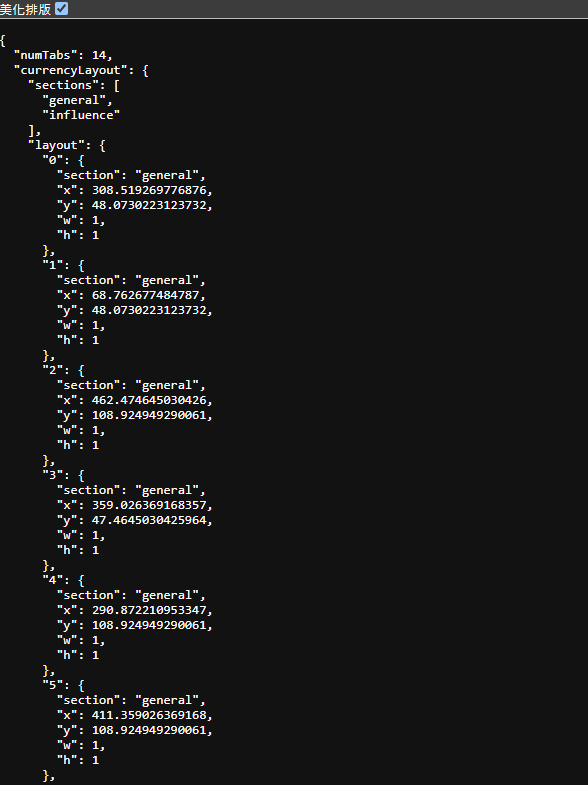 美化排版
{
  "numTabs": 14,
  "currencyLayout": {
    "sections": [
      "general",
      "influence"
    ],
    "layout": {
      "0": {
        "section": "general",
        "x": 308.519269776876,
        "y": 48.0730223123732,
        "w": 1,
        "h": 1
      },
      "1": {
        "section": "general",
        "x": 68.762677484787,
        "y": 48.0730223123732,
        "w": 1,
        "h": 1
      },
      "2": {
        "section": "general",
        "x": 462.474645030426,
        "y": 108.924949290061,
        "w": 1,
        "h": 1
      },
      "3": {
        "section": "general",
        "x": 359.026369168357,
        "y": 47.4645030425964,
        "w": 1,
        "h": 1
      },
      "4": {
        "section": "general",
        "x": 290.872210953347,
        "y": 108.924949290061,
        "w": 1,
        "h": 1
      },
      "5": {
        "section": "general",
        "x": 411.359026369168,
        "y": 108.924949290061,
        "w": 1,
        "h": 1
      },